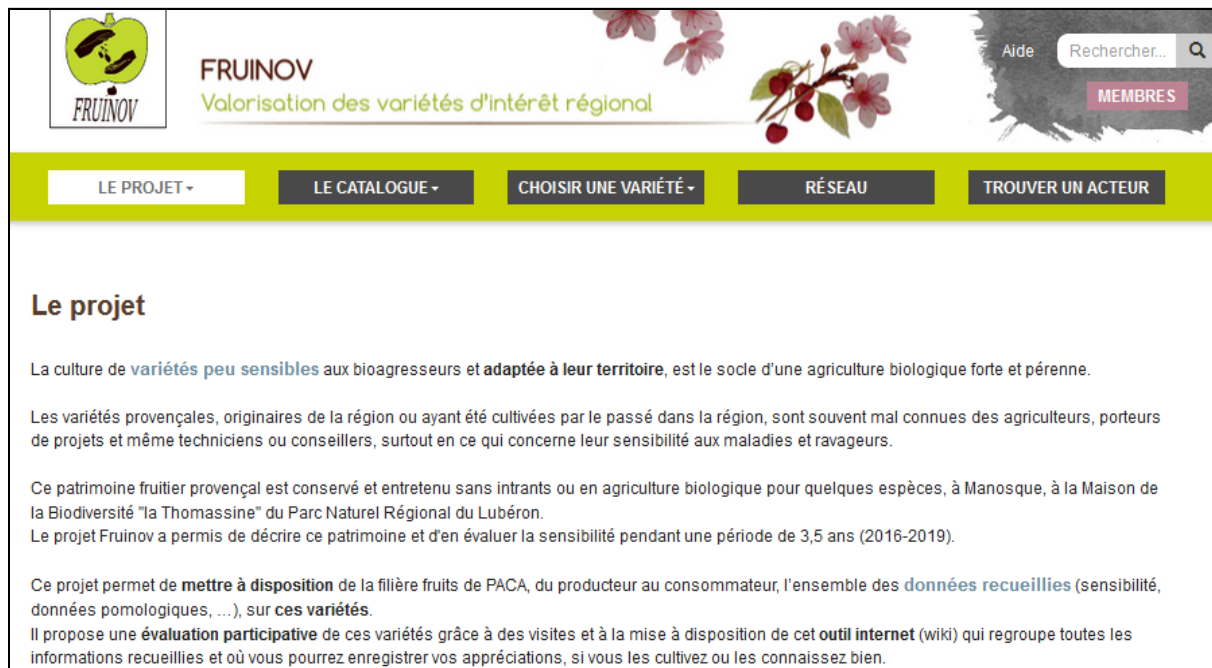 FRUINOV
FRUINOV
Valorisation des variétés d'intérêt régional
Aide
Rechercher...
MEMBRES
LE PROJET
LE CATALOGUE
CHOISIR UNE VARIÉTÉ
RÉSEAU
TROUVER UN ACTEUR
Le projet
La culture de variétés peu sensibles aux bioagresseurs et adaptée à leur territoire, est le socle d'une agriculture biologique forte et pérenne.
Les variétés provençales, originaires de la région ou ayant été cultivées par le passé dans la région, sont souvent mal connues des agriculteurs, porteurs
de projets et même techniciens ou conseillers, surtout en ce qui concerne leur sensibilité aux maladies et ravageurs.
Ce patrimoine fruitier provençal est conservé et entretenu sans intrants ou en agriculture biologique pour quelques espèces, à Manosque, à la Maison de
la Biodiversité "la Thomassine" du Parc Naturel Régional du Lubéron.
Le projet Fruinov a permis de décrire ce patrimoine et d'en évaluer la sensibilité pendant une période de 3,5 ans (2016-2019).
Ce projet permet de mettre à disposition de la filière fruits de PACA, du producteur au consommateur, l'ensemble des données recueillies (sensibilité,
données pomologiques, ...), sur ces variétés.
Il propose une évaluation participative de ces variétés grâce à des visites et à la mise à disposition de cet outil internet (wiki) qui regroupe toutes les
informations recueillies et où vous pourrez enregistrer vos appréciations, si vous les cultivez ou les connaissez bien.